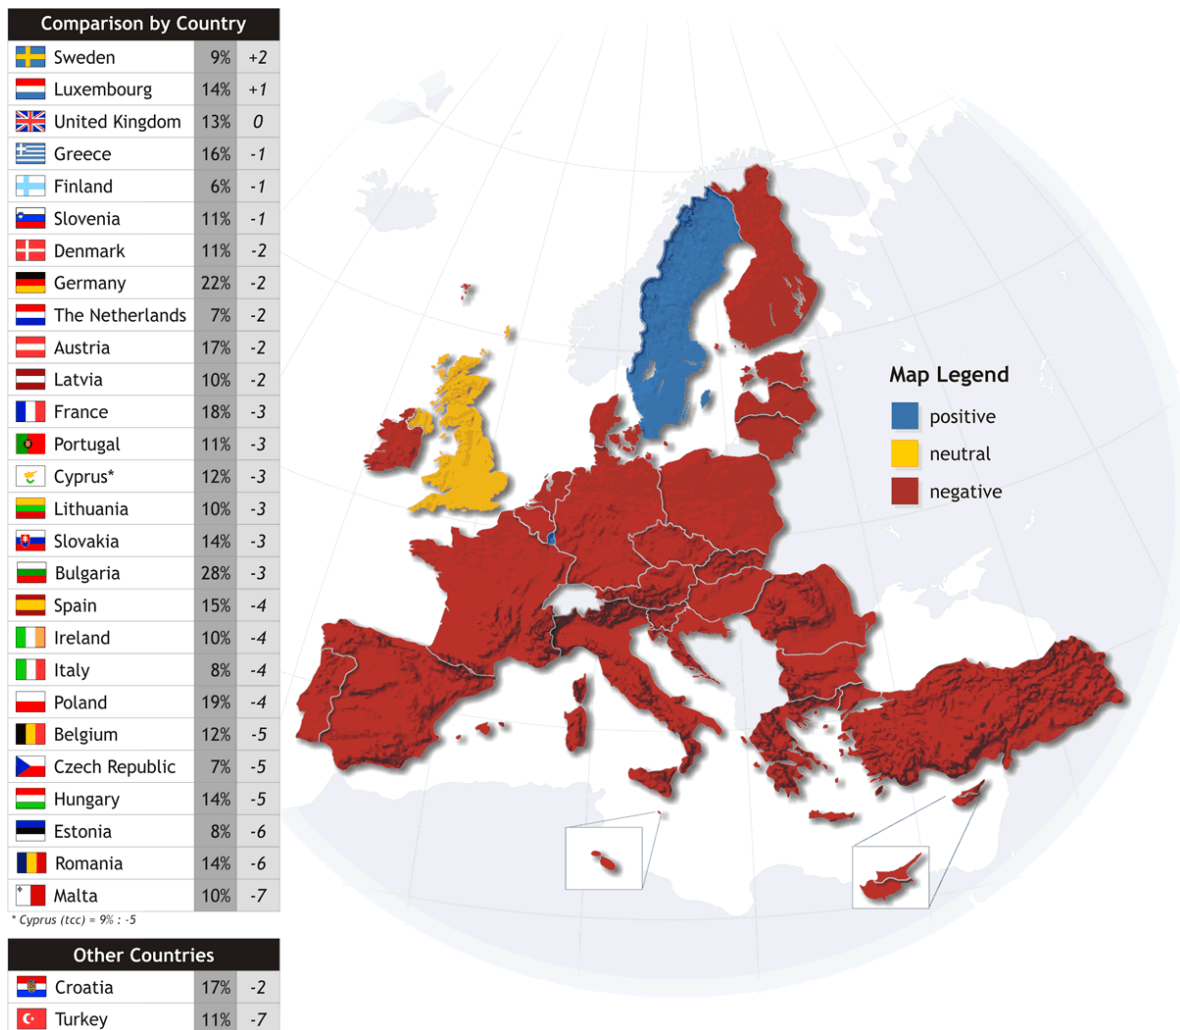 Comparison by Country
Sweden 9% +2
Luxembourg 14% +1
United Kingdom 13% 0
Greece 16% -1
Finland 6% -1
Slovenia 11% -1
Denmark 11% -2
Germany 22% -2
The Netherlands 7% -2
Austria 17% -2
Latvia 10% -2
France 18% -3
Portugal 11% -3
Cyprus* 12% -3
Lithuania 10% -3
Slovakia 14% -3
Bulgaria 28% -3
Spain 15% -4
Ireland 10% -4
Italy 8% -4
Poland 19% -4
Belgium 12% -5
Czech Republic 7% -5
Hungary 14% -5
Estonia 8% -6
Romania 14% -6
Malta 10% -7
* Cyprus (tcc) = 9% : -5
Other Countries
Croatia 17% -2
Turkey 11% -7
Map Legend
positive
neutral
negative